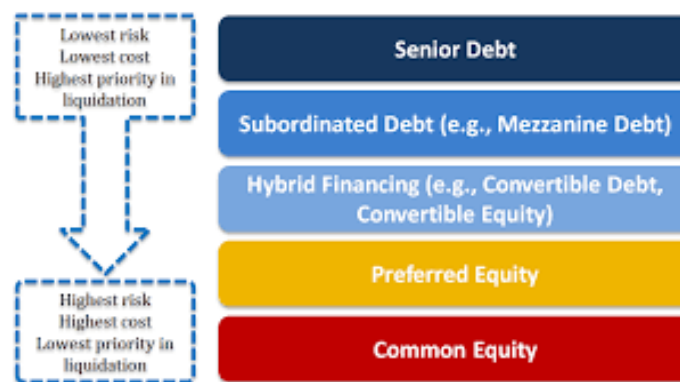 Lowest risk
Lowest cost
Highest priority in
liquidation
Senior Debt
Subordinated Debt (e.g., Mezzanine Debt)
Hybrid Financing (e.g., Convertible Debt,
Convertible Equity)
Preferred Equity
Highest risk
Highest cost
Lowest priority in
liquidation
Common Equity